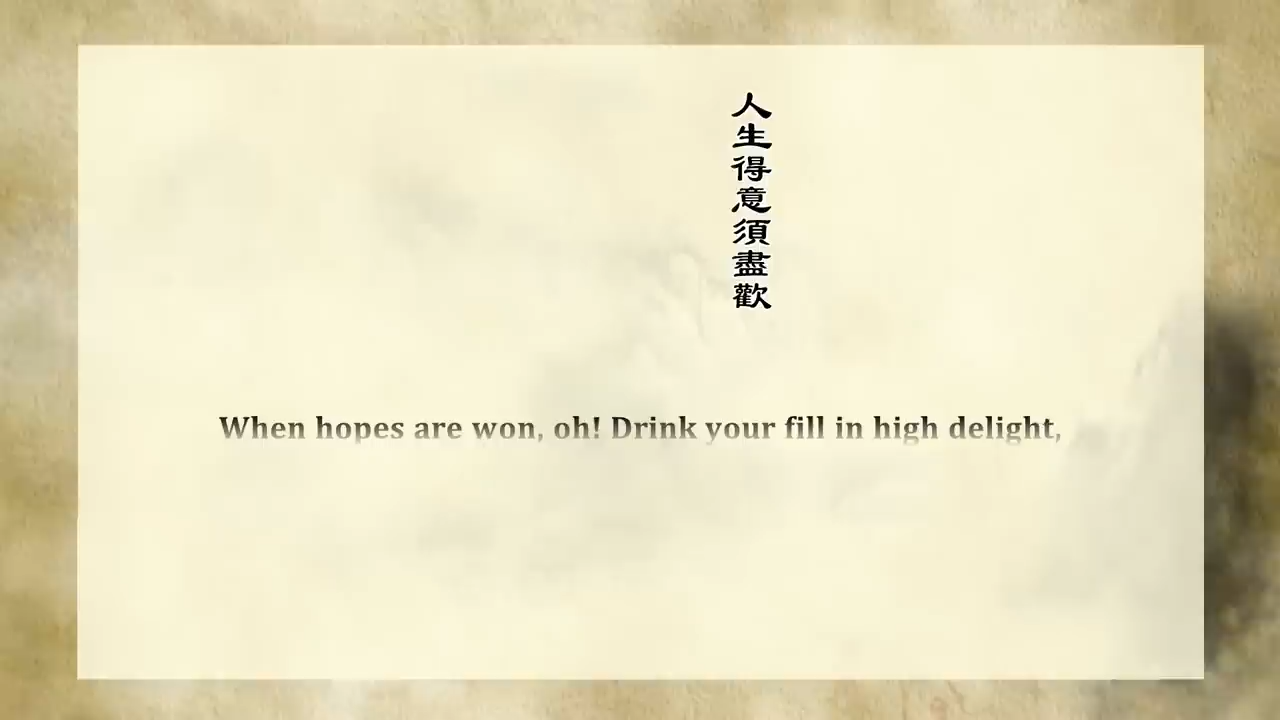 人生得意須盡歡
When hopes are won, oh! Drink your fill in high delight,